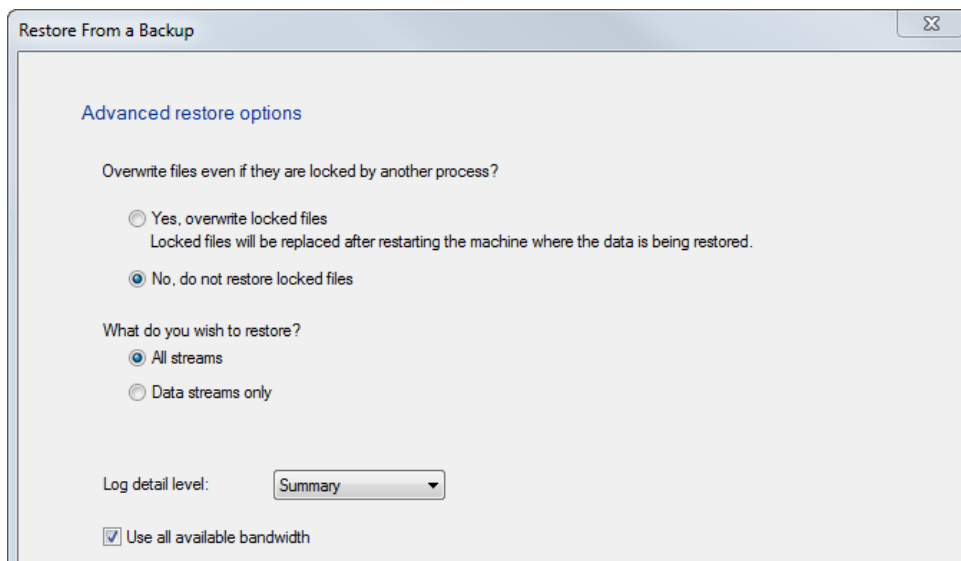 Restore From a Backup
Advanced restore options
Overwrite files even if they are locked by another process?
Yes, overwrite locked files
Locked files will be replaced after restarting the machine where the data is being restored.
No, do not restore locked files
What do you wish to restore?
All streams
Data streams only
Log detail level: Summary
Use all available bandwidth